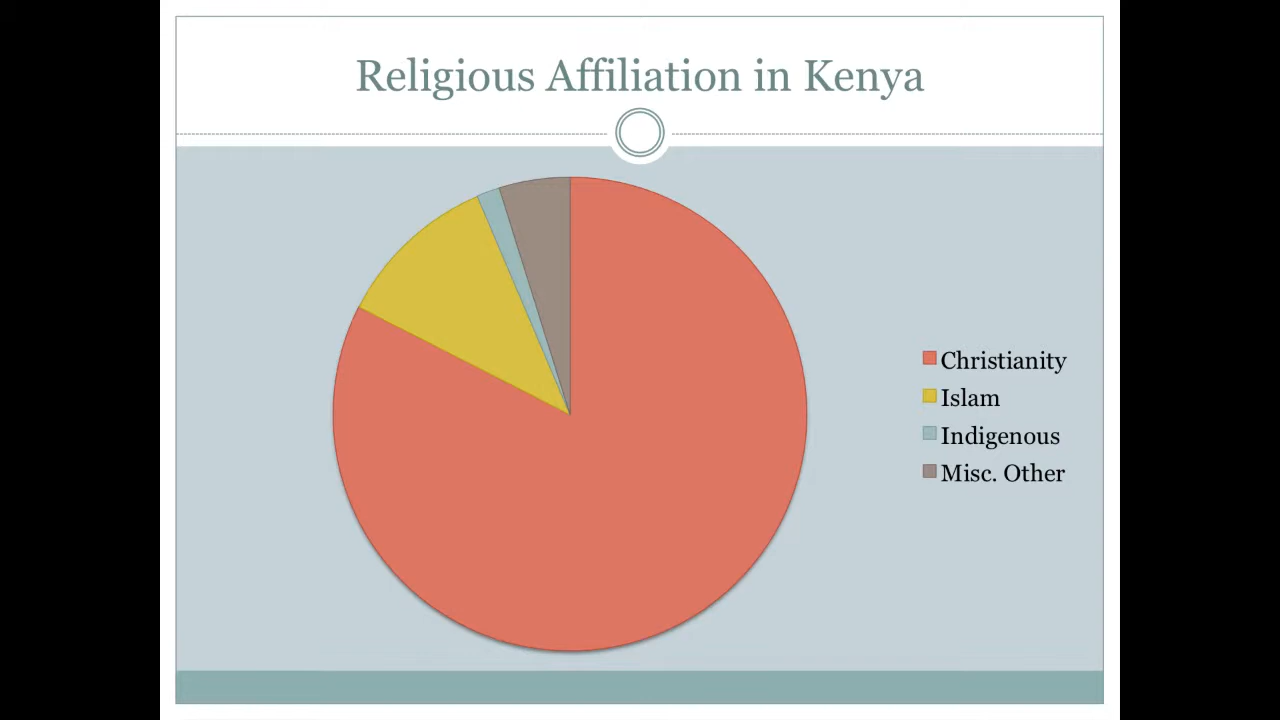 Religious Affiliation in Kenya
Christianity
Islam
Indigenous
Misc. Other